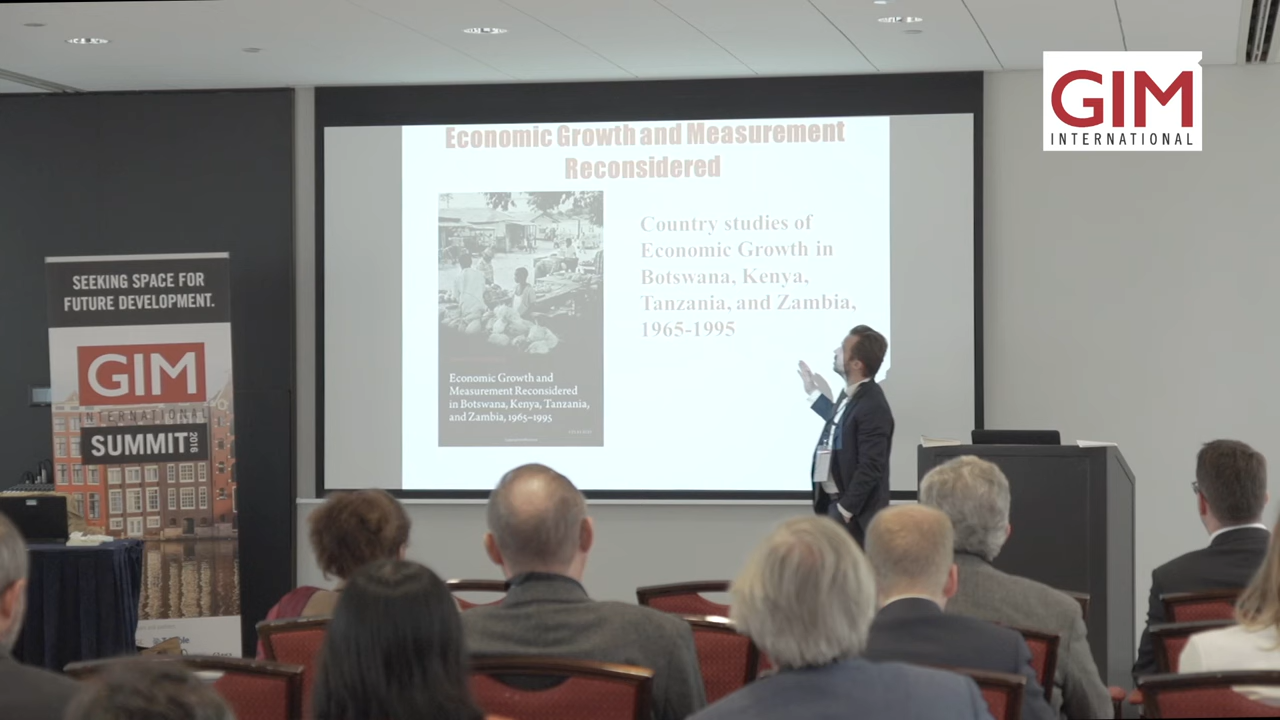 GIM
INTERNATIONAL
Economic Growth and Measurement
Reconsidered
Country studies of
Economic Growth in
Botswana, Kenya,
Tanzania, and Zambia,
1965-1995
Economic Growth and
Measurement Reconsidered
in Botswana, Kenya, Tanzania,
and Zambia, 1965–1995
SEEKING SPACE FOR
FUTURE DEVELOPMENT.
GIM
INTERNATIONAL
SUMMIT 2016